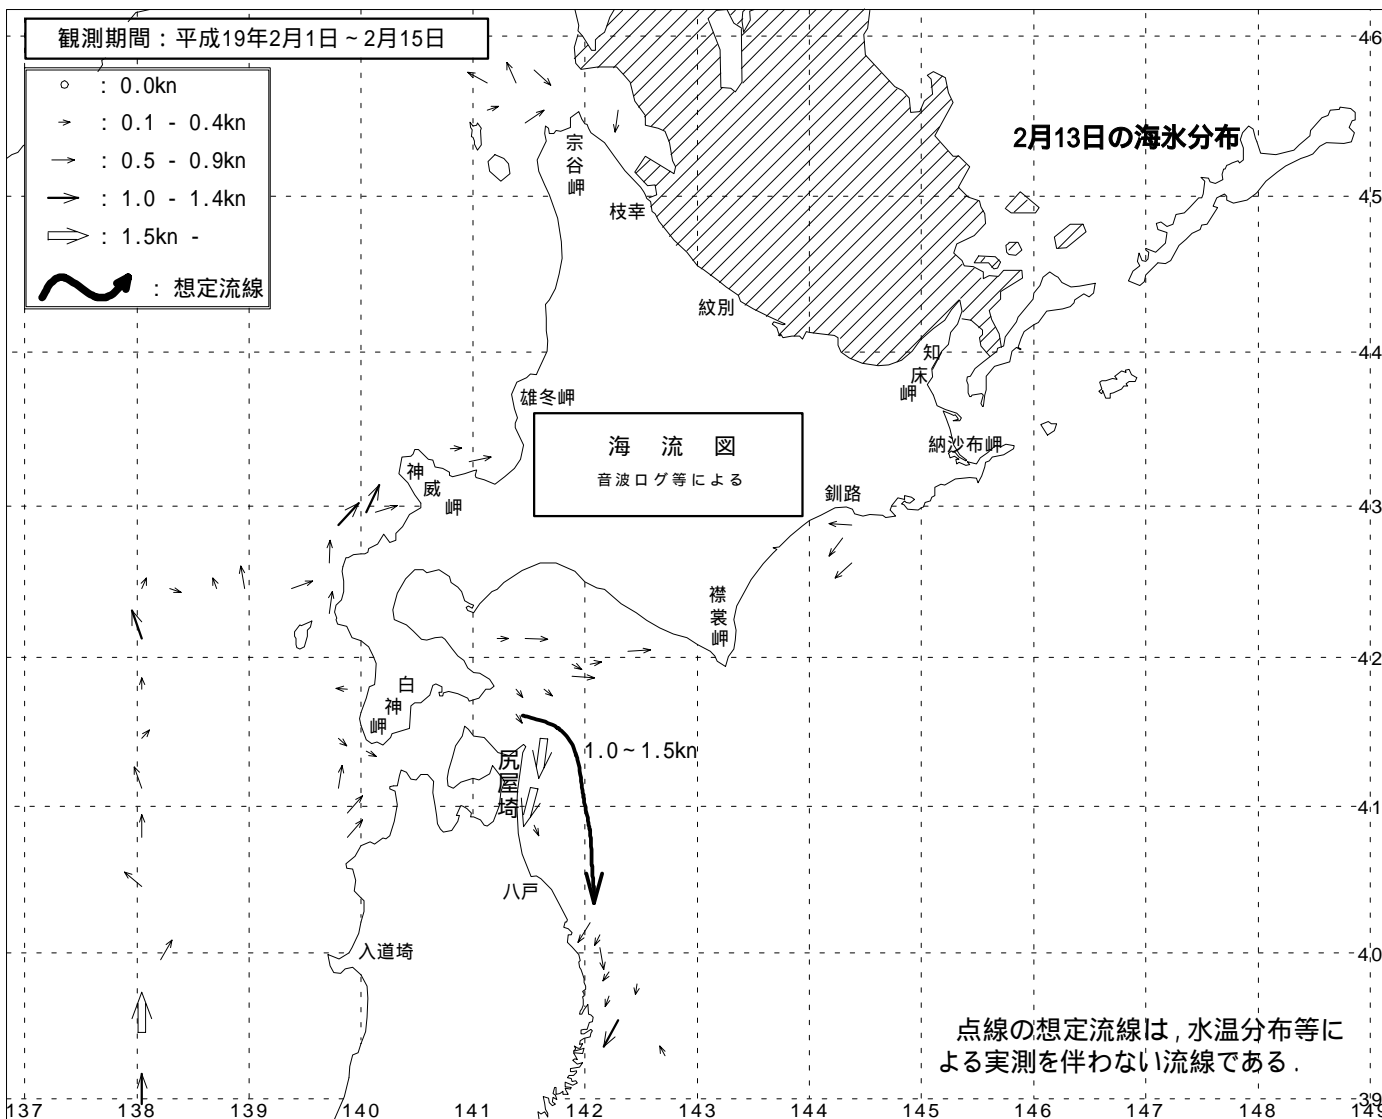 観測期間：平成19年2月1日～2月15日
: 0.0kn
: 0.1 - 0.4kn
: 0.5 - 0.9kn
: 1.0 - 1.4kn
: 1.5kn -
: 想定流線
2月13日の海氷分布
宗谷岬
枝幸
紋別
知床岬
雄冬岬
海 流 図
音波ログ等による
納沙布岬
神威岬
釧路
襟裳岬
白神岬
1.0～1.5kn
尻屋埼
八戸
入道埼
点線の想定流線は，水温分布等に
よる実測を伴わない流線である．
46
45
44
43
42
41
40
39
137 138 139 140 141 142 143 144 145 146 147 148 149